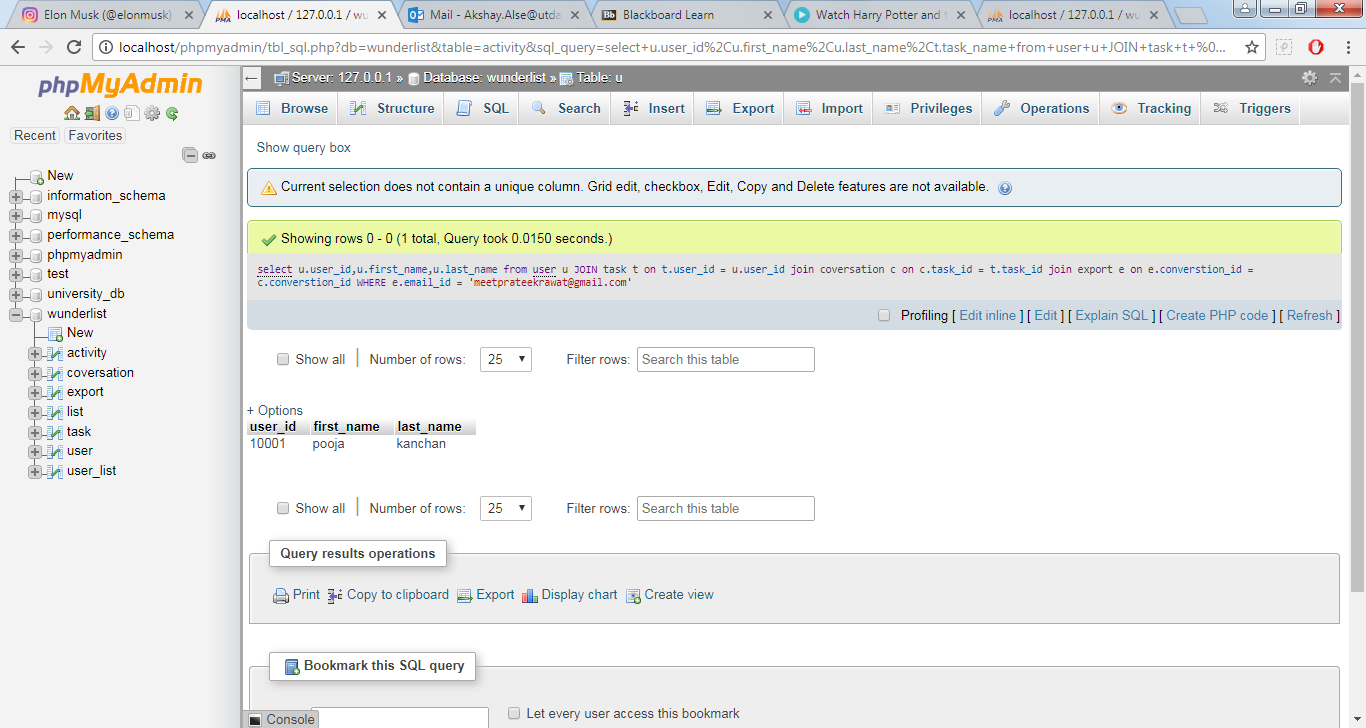 Elon Musk (@elonmusk)
localhost / 127.0.0.1 / wu
Mail - Akshay.Alse@utda
Blackboard Learn
Watch Harry Potter and t
localhost / 127.0.0.1 / wu
localhost/phpmyadmin/tbl_sql.php?db=wunderlist&table=activity&sql_query=select+u.user_id%2Cu.first_name%2Cu.last_name%2Ct.task_name+from+user+u+JOIN+task+t+%0...
phpMyAdmin
Recent Favorites
New
information_schema
mysql
performance_schema
phpmyadmin
test
university_db
wunderlist
New
activity
coversation
export
list
task
user
user_list
Server: 127.0.0.1 » Database: wunderlist » Table: u
Browse Structure SQL Search Insert Export Import Privileges Operations Tracking Triggers
Show query box
Current selection does not contain a unique column. Grid edit, checkbox, Edit, Copy and Delete features are not available.
Showing rows 0 - 0 (1 total, Query took 0.0150 seconds.)
select u.user_id,u.first_name,u.last_name from user u JOIN task t on t.user_id = u.user_id join coversation c on c.task_id = t.task_id join export e on e.converstion_id =
c.converstion_id WHERE e.email_id = 'meetprateekrawat@gmail.com'
Profiling [ Edit inline ] [ Edit ] [ Explain SQL ] [ Create PHP code ] [ Refresh ]
Show all | Number of rows: 25 Filter rows: Search this table
+ Options
user_id first_name last_name
10001 pooja kanchan
Show all | Number of rows: 25 Filter rows: Search this table
Query results operations
Print Copy to clipboard Export Display chart Create view
Bookmark this SQL query
Console
Let every user access this bookmark